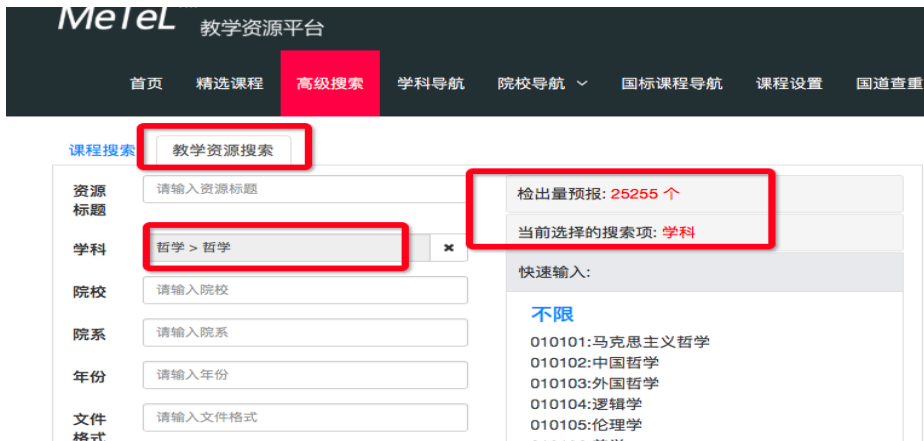 MeTeL 教学资源平台
首页 精选课程 高级搜索 学科导航 院校导航 国标课程导航 课程设置 国道查重
课程搜索 教学资源搜索
资源标题 请输入资源标题
学科 哲学 > 哲学 ×
院校 请输入院校
院系 请输入院系
年份 请输入年份
文件格式 请输入文件格式
检出量预报: 25255 个
当前选择的搜索项: 学科
快速输入:
不限
010101:马克思主义哲学
010102:中国哲学
010103:外国哲学
010104:逻辑学
010105:伦理学